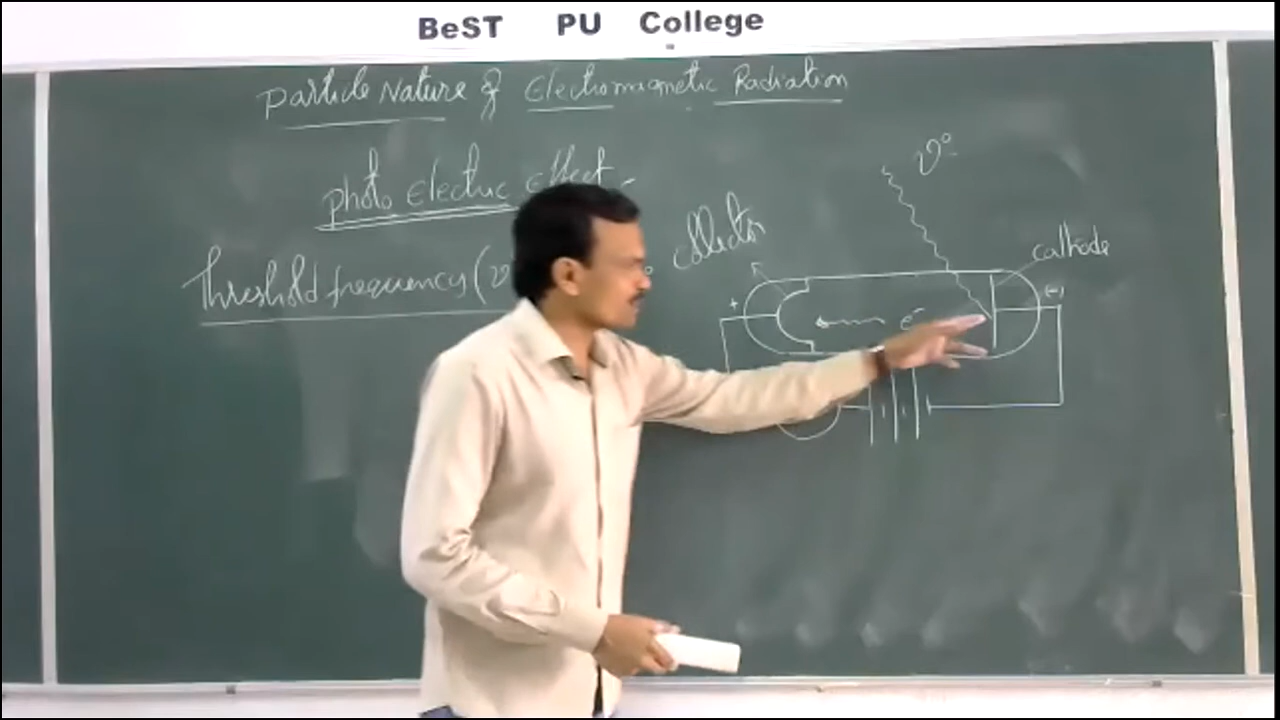 BeST PU College
Particle Nature of Electromagnetic Radiation
Photo Electric Effect
Threshold frequency (ν
collector
ν°
cathode
+
(-)
e⁻